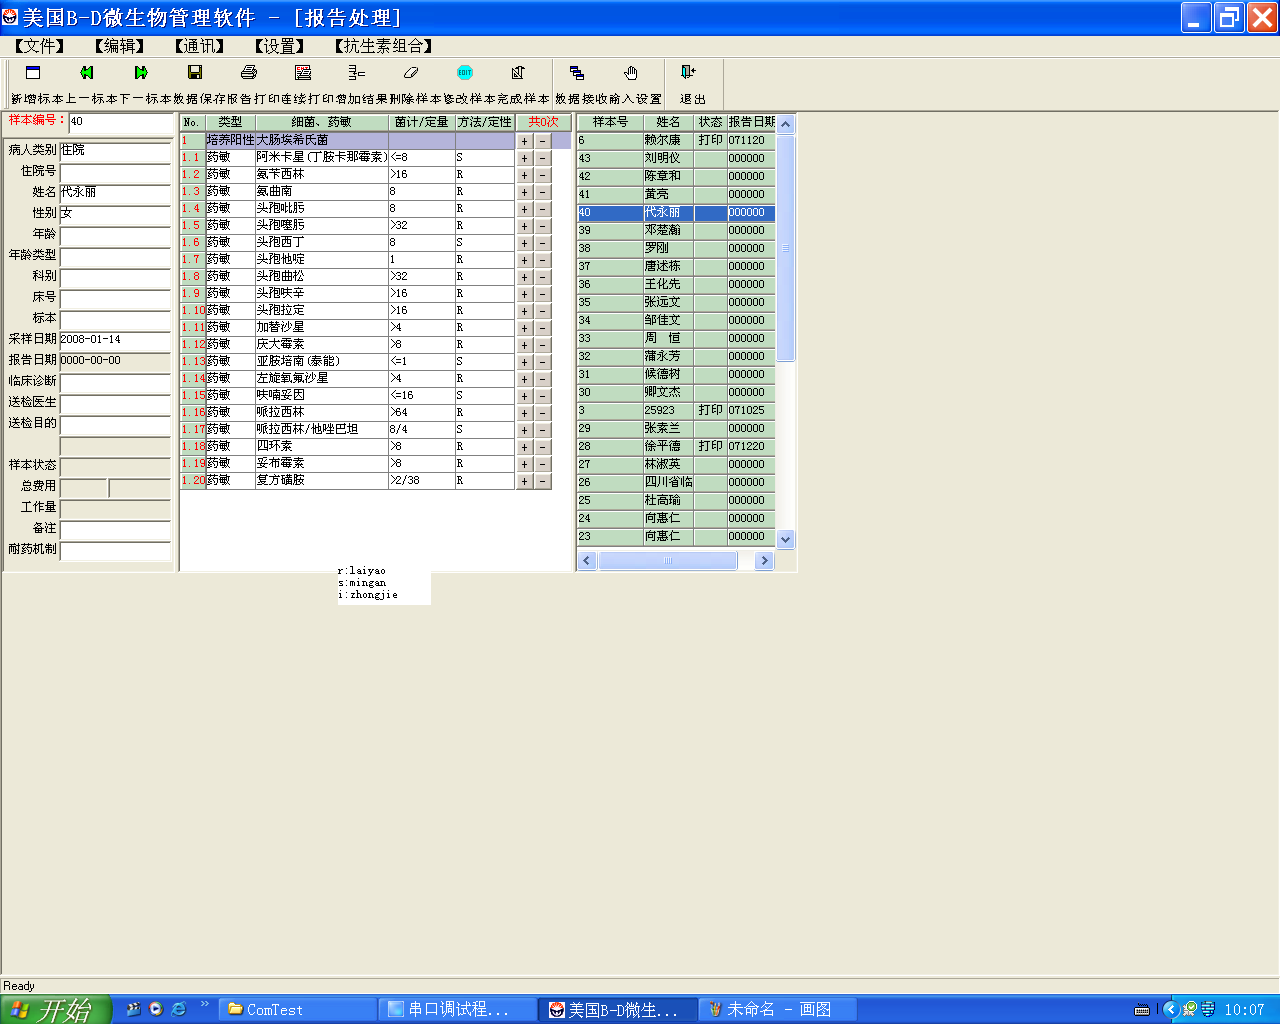 美国B-D微生物管理软件 - [报告处理]
【文件】 【编辑】 【通讯】 【设置】 【抗生素组合】
新增标本 上一标本 下一标本 数据保存 报告打印 连续打印 增加结果 删除样本 修改样本 完成样本 数据接收 输入设置 退出
样本编号: 40
病人类别 住院
住院号
姓名 代永丽
性别 女
年龄
年龄类型
科别
床号
标本
采样日期 2008-01-14
报告日期 0000-00-00
临床诊断
送检医生
送检目的
样本状态
总费用
工作量
备注
耐药机制
No. 类型 细菌、药敏 菌计/定量 方法/定性 共0次
1 培养阳性 大肠埃希氏菌 + -
1.1 药敏 阿米卡星(丁胺卡那霉素) <=8 S + -
1.2 药敏 氨苄西林 >16 R + -
1.3 药敏 氨曲南 8 R + -
1.4 药敏 头孢吡肟 8 R + -
1.5 药敏 头孢噻肟 >32 R + -
1.6 药敏 头孢西丁 8 S + -
1.7 药敏 头孢他啶 1 R + -
1.8 药敏 头孢曲松 >32 R + -
1.9 药敏 头孢呋辛 >16 R + -
1.10 药敏 头孢拉定 >16 R + -
1.11 药敏 加替沙星 >4 R + -
1.12 药敏 庆大霉素 >8 R + -
1.13 药敏 亚胺培南(泰能) <=1 S + -
1.14 药敏 左旋氧氟沙星 >4 R + -
1.15 药敏 呋喃妥因 <=16 S + -
1.16 药敏 哌拉西林 >64 R + -
1.17 药敏 哌拉西林/他唑巴坦 8/4 S + -
1.18 药敏 四环素 >8 R + -
1.19 药敏 妥布霉素 >8 R + -
1.20 药敏 复方磺胺 >2/38 R + -
r:laiyao
s:mingan
i:zhongjie
样本号 姓名 状态 报告日期
6 赖尔康 打印 071120
43 刘明仪 000000
42 陈章和 000000
41 黄亮 000000
40 代永丽 000000
39 邓楚瀚 000000
38 罗刚 000000
37 唐述栋 000000
36 王化先 000000
35 张远文 000000
34 邹佳文 000000
33 周 恒 000000
32 蒲永芳 000000
31 候德树 000000
30 卿文杰 000000
3 25923 打印 071025
29 张素兰 000000
28 徐平德 打印 071220
27 林淑英 000000
26 四川省临 000000
25 杜高瑜 000000
24 向惠仁 000000
23 向惠仁 000000
Ready
开始 ComTest 串口调试程... 美国B-D微生... 未命名 - 画图 10:07